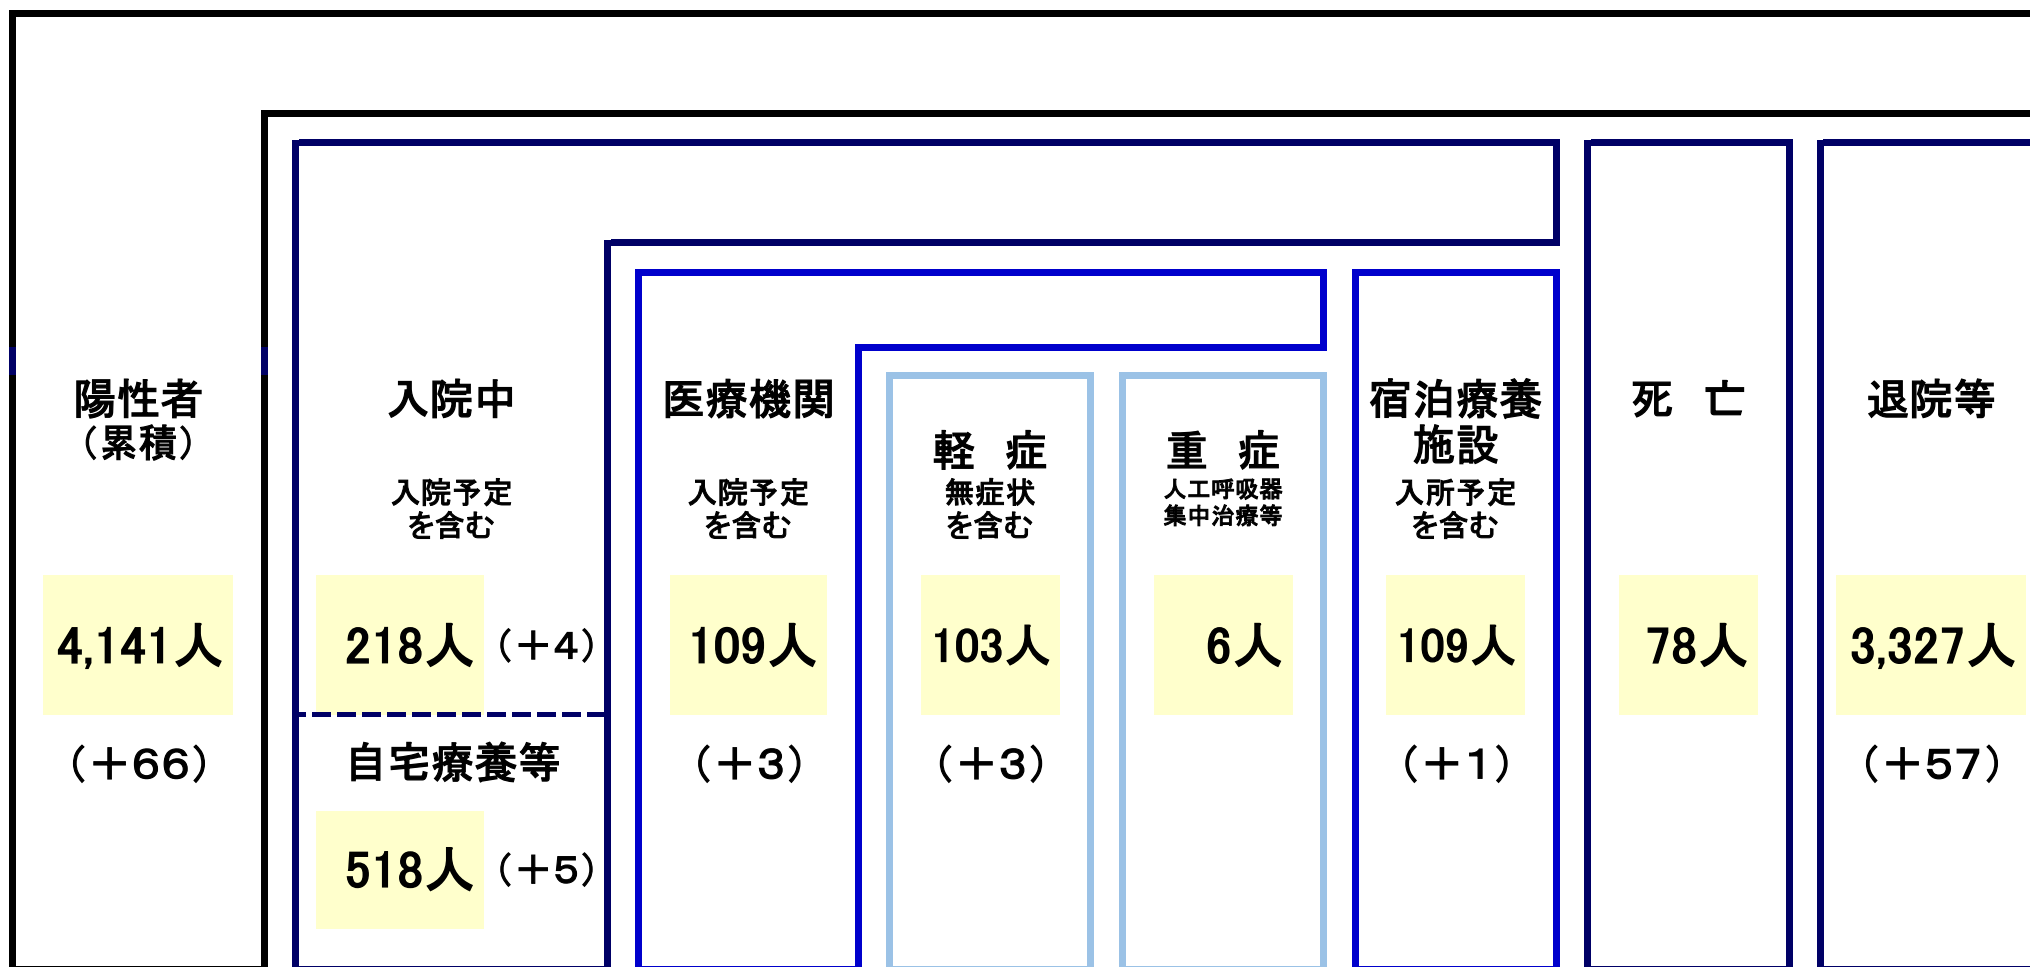 陽性者
（累積）
4,141人
（＋66）
入院中
入院予定
を含む
218人 （＋4）
自宅療養等
518人 （＋5）
医療機関
入院予定
を含む
109人
（＋3）
軽　症
無症状
を含む
103人
（＋3）
重　症
人工呼吸器
集中治療等
6人
宿泊療養
施設
入所予定
を含む
109人
（＋1）
死　亡
78人
退院等
3,327人
（＋57）